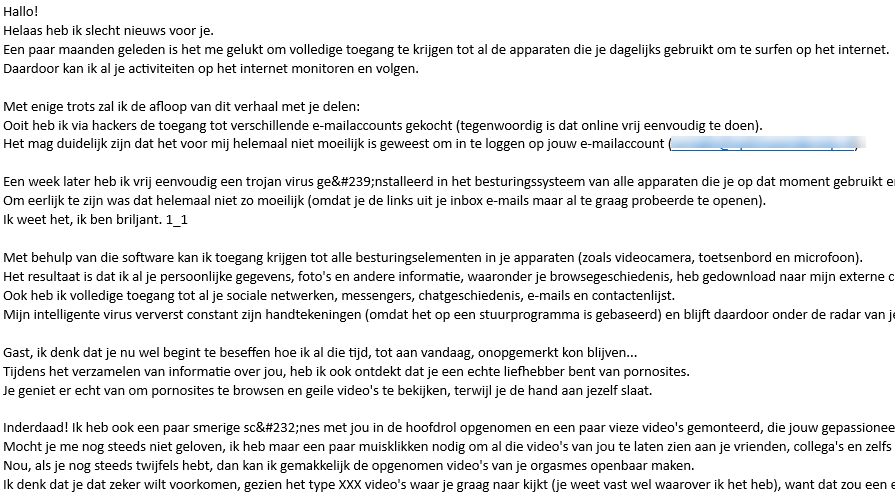 Hallo!
Helaas heb ik slecht nieuws voor je.
Een paar maanden geleden is het me gelukt om volledige toegang te krijgen tot al de apparaten die je dagelijks gebruikt om te surfen op het internet.
Daardoor kan ik al je activiteiten op het internet monitoren en volgen.
Met enige trots zal ik de afloop van dit verhaal met je delen:
Ooit heb ik via hackers de toegang tot verschillende e-mailaccounts gekocht (tegenwoordig is dat online vrij eenvoudig te doen).
Het mag duidelijk zijn dat het voor mij helemaal niet moeilijk is geweest om in te loggen op jouw e-mailaccount (
Een week later heb ik vrij eenvoudig een trojan virus ge&#239;nstalleerd in het besturingssysteem van alle apparaten die je op dat moment gebruikt
Om eerlijk te zijn was dat helemaal niet zo moeilijk (omdat je de links uit je inbox e-mails maar al te graag probeerde te openen).
Ik weet het, ik ben briljant. 1_1
Met behulp van die software kan ik toegang krijgen tot alle besturingselementen in je apparaten (zoals videocamera, toetsenbord en microfoon).
Het resultaat is dat ik al je persoonlijke gegevens, foto's en andere informatie, waaronder je browsegeschiedenis, heb gedownload naar mijn externe
Ook heb ik volledige toegang tot al je sociale netwerken, messengers, chatgeschiedenis, e-mails en contactenlijst.
Mijn intelligente virus ververst constant zijn handtekeningen (omdat het op een stuurprogramma is gebaseerd) en blijft daardoor onder de radar van
Gast, ik denk dat je nu wel begint te beseffen hoe ik al die tijd, tot aan vandaag, onopgemerkt kon blijven...
Tijdens het verzamelen van informatie over jou, heb ik ook ontdekt dat je een echte liefhebber bent van pornosites.
Je geniet er echt van om pornosites te browsen en geile video's te bekijken, terwijl je de hand aan jezelf slaat.
Inderdaad! Ik heb ook een paar smerige sc&#232;nes met jou in de hoofdrol opgenomen en een paar vieze video's gemonteerd, die jouw gepassionee
Mocht je me nog steeds niet geloven, ik heb maar een paar muisklikken nodig om al die video's van jou te laten zien aan je vrienden, collega's en zelfs
Nou, als je nog steeds twijfels hebt, dan kan ik gemakkelijk de opgenomen video's van je orgasmes openbaar maken.
Ik denk dat je dat zeker wilt voorkomen, gezien het type XXX video's waar je graag naar kijkt (je weet vast wel waarover ik het heb), want dat zou een